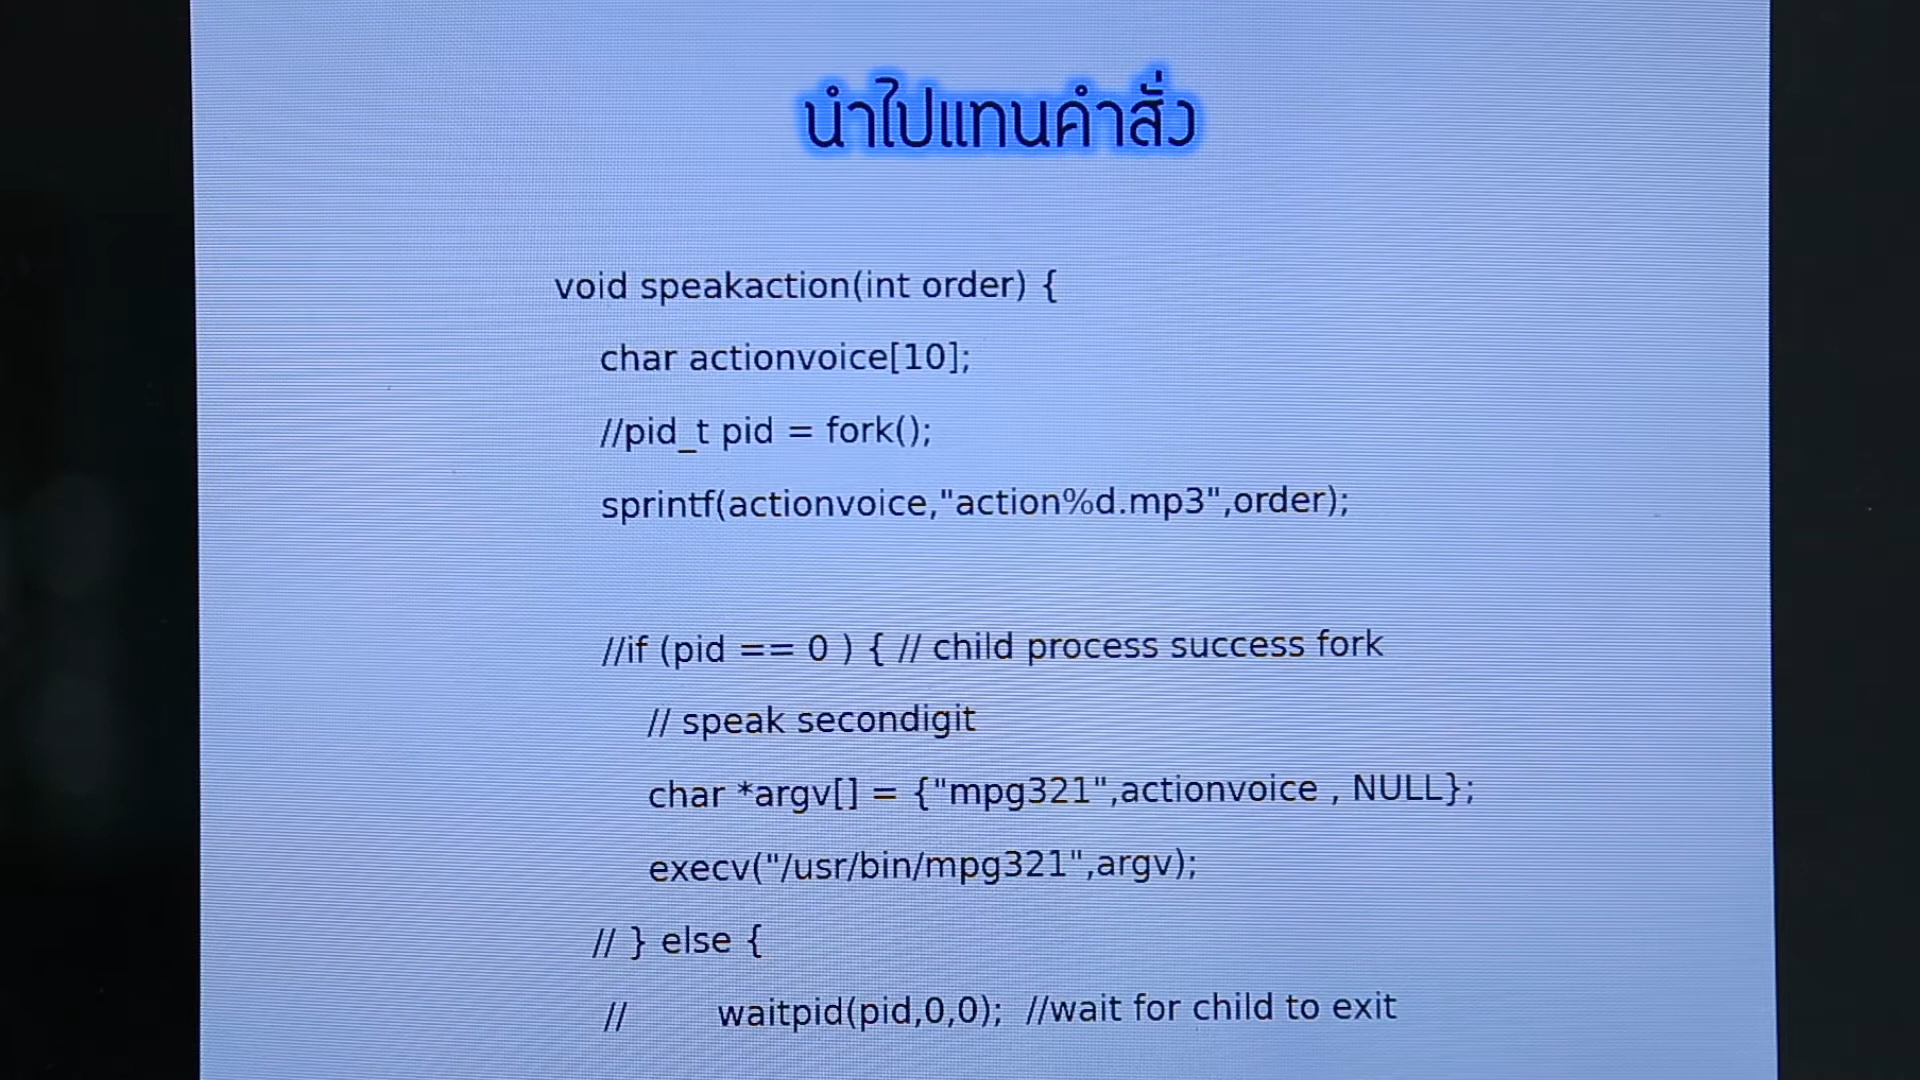 นำไปแทนคำสั่ง
void speakaction(int order) {
char actionvoice[10];
//pid_t pid = fork();
sprintf(actionvoice,"action%d.mp3",order);
//if (pid == 0 ) { // child process success fork
// speak secondigit
char *argv[] = {"mpg321",actionvoice , NULL};
execv("/usr/bin/mpg321",argv);
// } else {
// waitpid(pid,0,0); //wait for child to exit